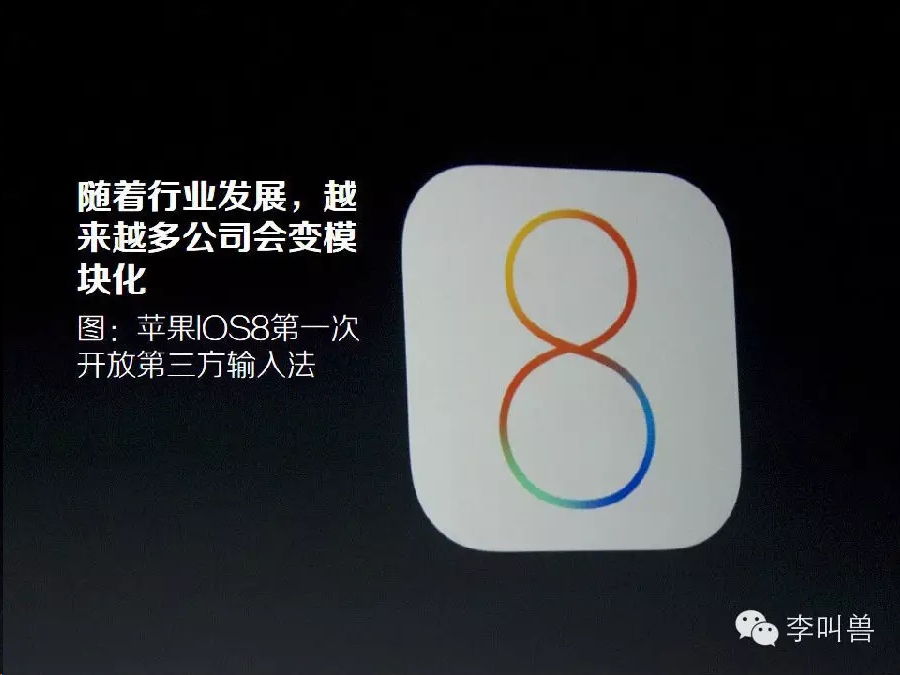 随着行业发展，越
来越多公司会变模
块化
图：苹果IOS8第一次
开放第三方输入法
8
李叫兽